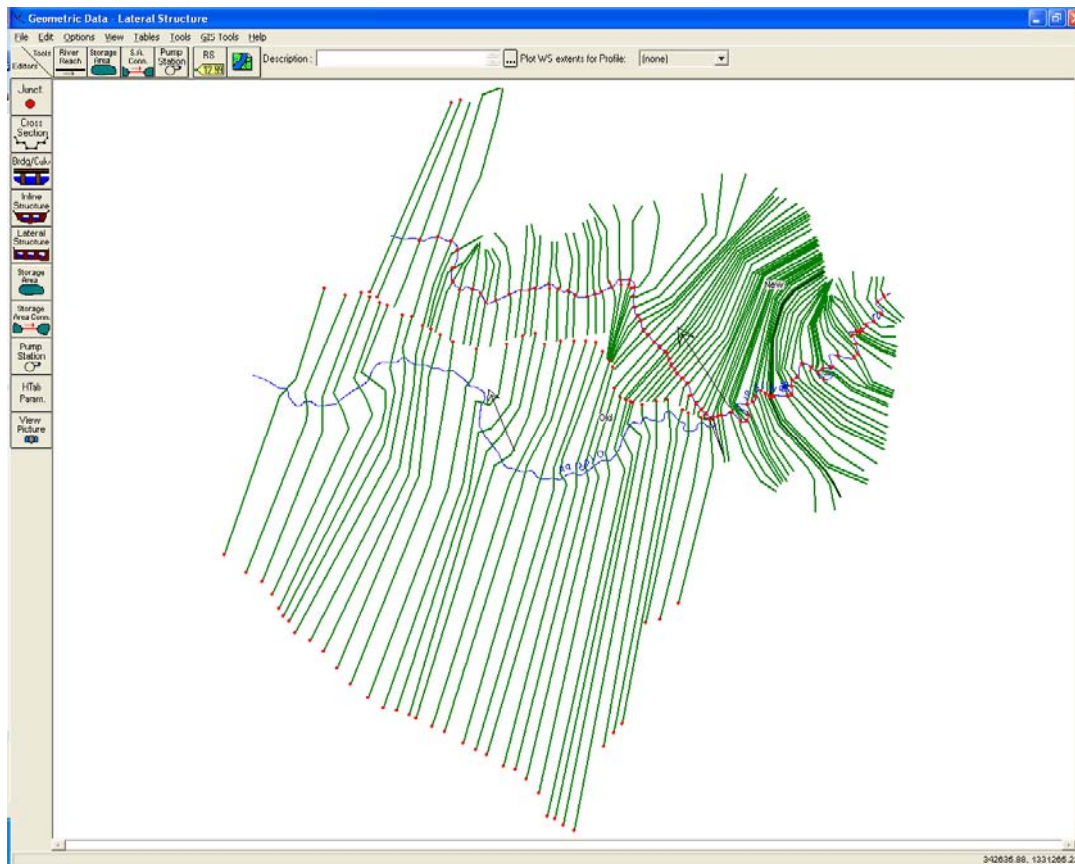 Geometric Data - Lateral Structure
File Edit Options View Tables Tools GIS Tools Help
Tools
Editors
River
Reach
Storage
Area
S.A.
Conn.
Pump
Station
RS
Description :
...
Plot WS extents for Profile:
(none)
Junct.
Cross
Section
Brdg/Culv
Inline
Structure
Lateral
Structure
Storage
Area
Storage
Area Conn.
Pump
Station
HTab
Param.
View
Picture
New
Old
342636.88, 1331266.2